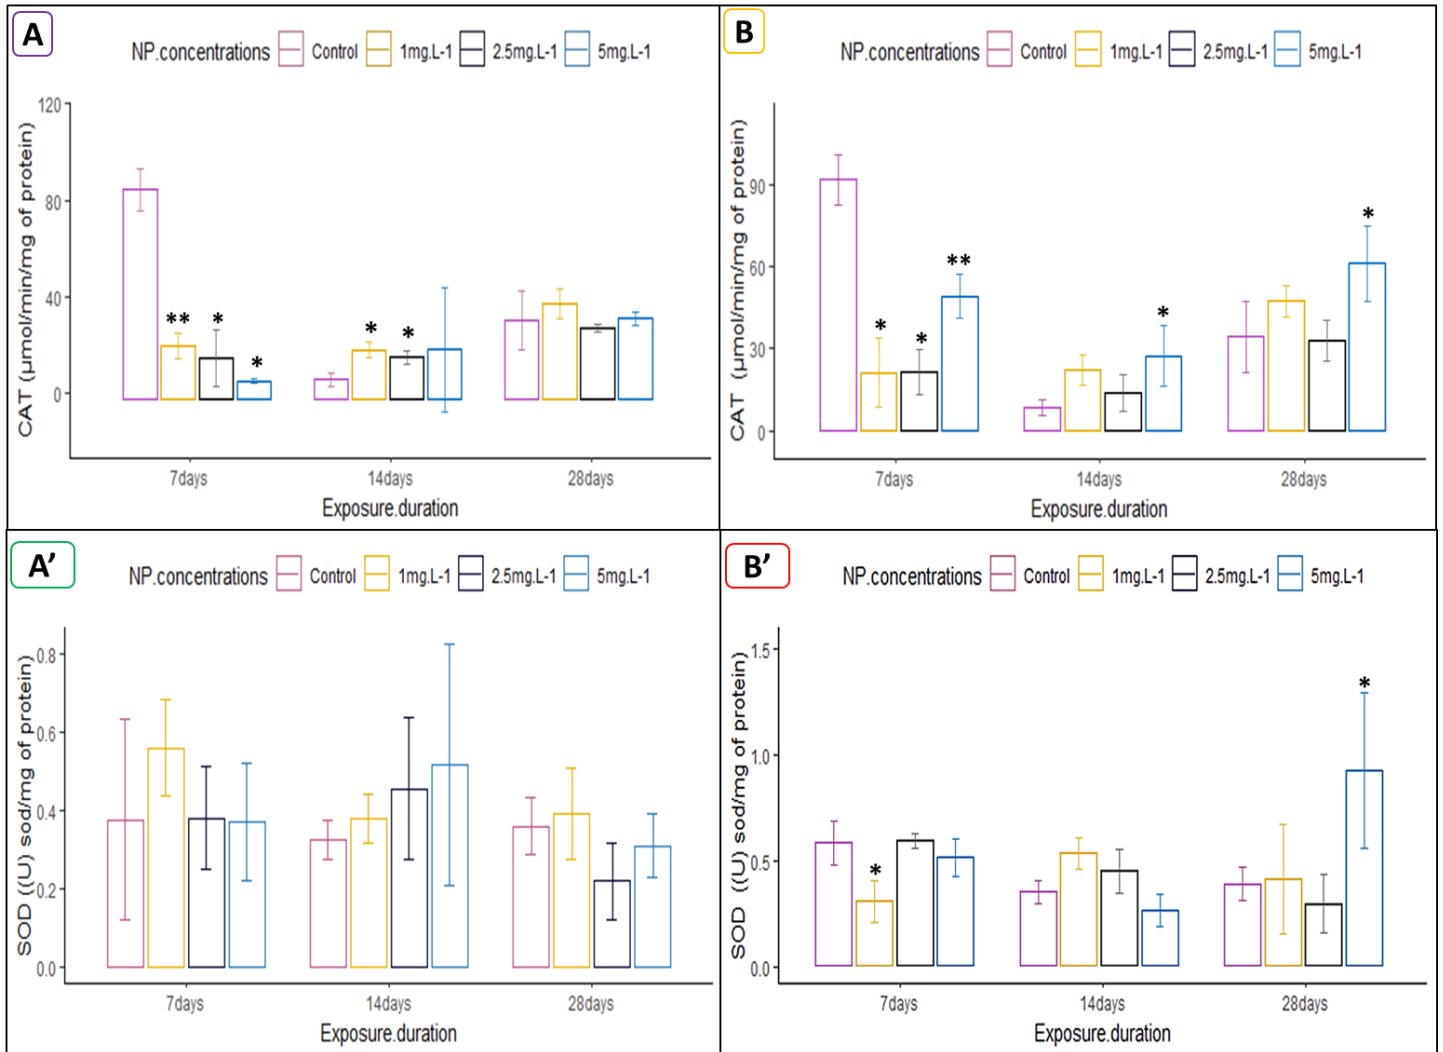 A
NP.concentrations Control 1mg.L-1 2.5mg.L-1 5mg.L-1
CAT (µmol/min/mg of protein)
120
80
40
0
** * *
* *
7days 14days 28days
Exposure.duration
B
NP.concentrations Control 1mg.L-1 2.5mg.L-1 5mg.L-1
CAT (µmol/min/mg of protein)
90
60
30
0
* * **
*
*
7days 14days 28days
Exposure.duration
A’
NP.concentrations Control 1mg.L-1 2.5mg.L-1 5mg.L-1
SOD ((U) sod/mg of protein)
0.8
0.6
0.4
0.2
0.0
7days 14days 28days
Exposure.duration
B’
NP.concentrations Control 1mg.L-1 2.5mg.L-1 5mg.L-1
SOD ((U) sod/mg of protein)
1.5
1.0
0.5
0.0
*
*
7days 14days 28days
Exposure.duration